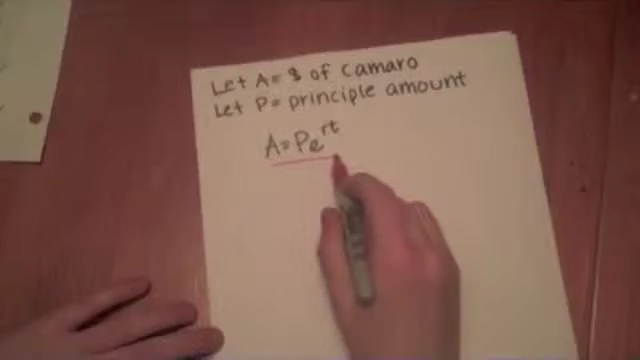 Let A = $ of Camaro
Let P = principle amount
A = Pe^rt